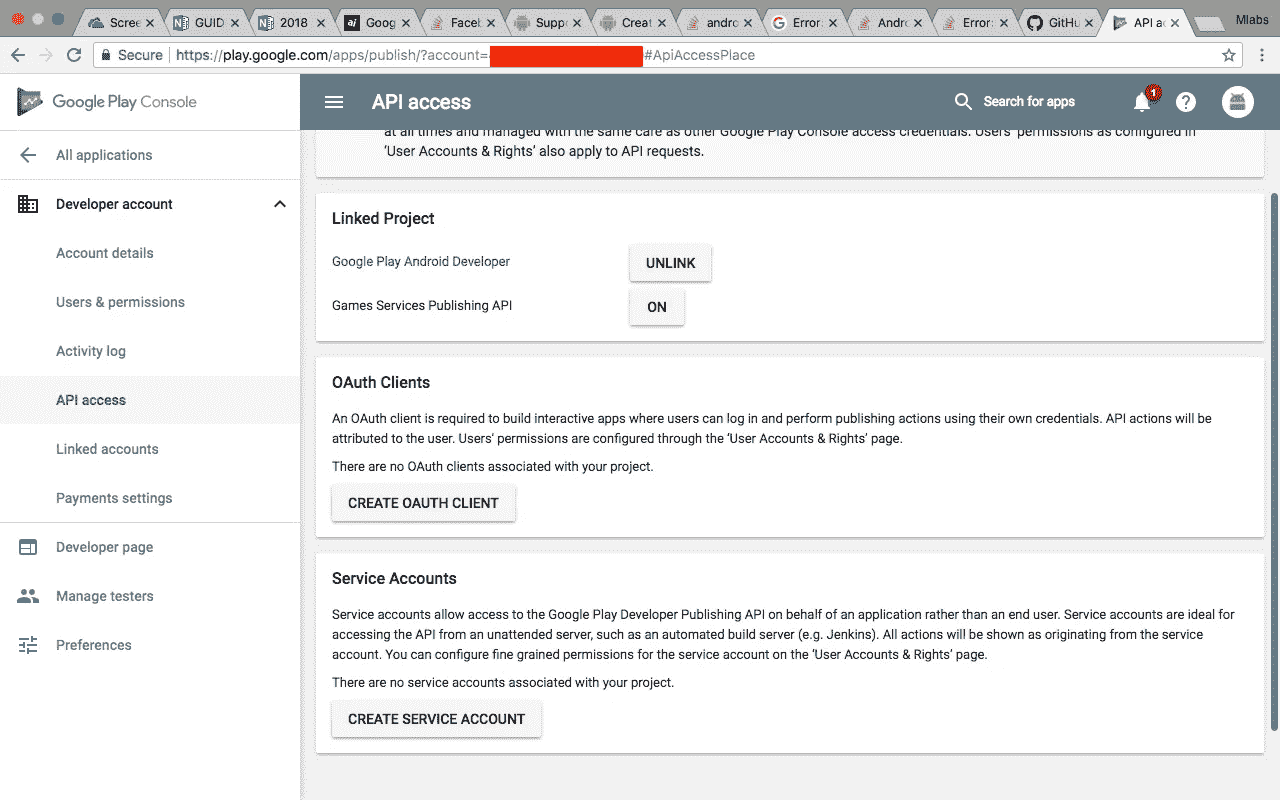 Scree
GUID
2018
Goog
Faceb
Suppo
Creat
andro
Error:
Andro
Error:
GitHu
API ac
Mlabs
Secure
https://play.google.com/apps/publish/?account=
#ApiAccessPlace
Google Play Console
API access
Search for apps
1
at all times and managed with the same care as other Google Play Console access credentials. Users' permissions as configured in
'User Accounts & Rights' also apply to API requests.
All applications
Developer account
Account details
Users & permissions
Activity log
API access
Linked accounts
Payments settings
Developer page
Manage testers
Preferences
Linked Project
Google Play Android Developer
UNLINK
Games Services Publishing API
ON
OAuth Clients
An OAuth client is required to build interactive apps where users can log in and perform publishing actions using their own credentials. API actions will be
attributed to the user. Users' permissions are configured through the 'User Accounts & Rights' page.
There are no OAuth clients associated with your project.
CREATE OAUTH CLIENT
Service Accounts
Service accounts allow access to the Google Play Developer Publishing API on behalf of an application rather than an end user. Service accounts are ideal for
accessing the API from an unattended server, such as an automated build server (e.g. Jenkins). All actions will be shown as originating from the service
account. You can configure fine grained permissions for the service account on the 'User Accounts & Rights' page.
There are no service accounts associated with your project.
CREATE SERVICE ACCOUNT